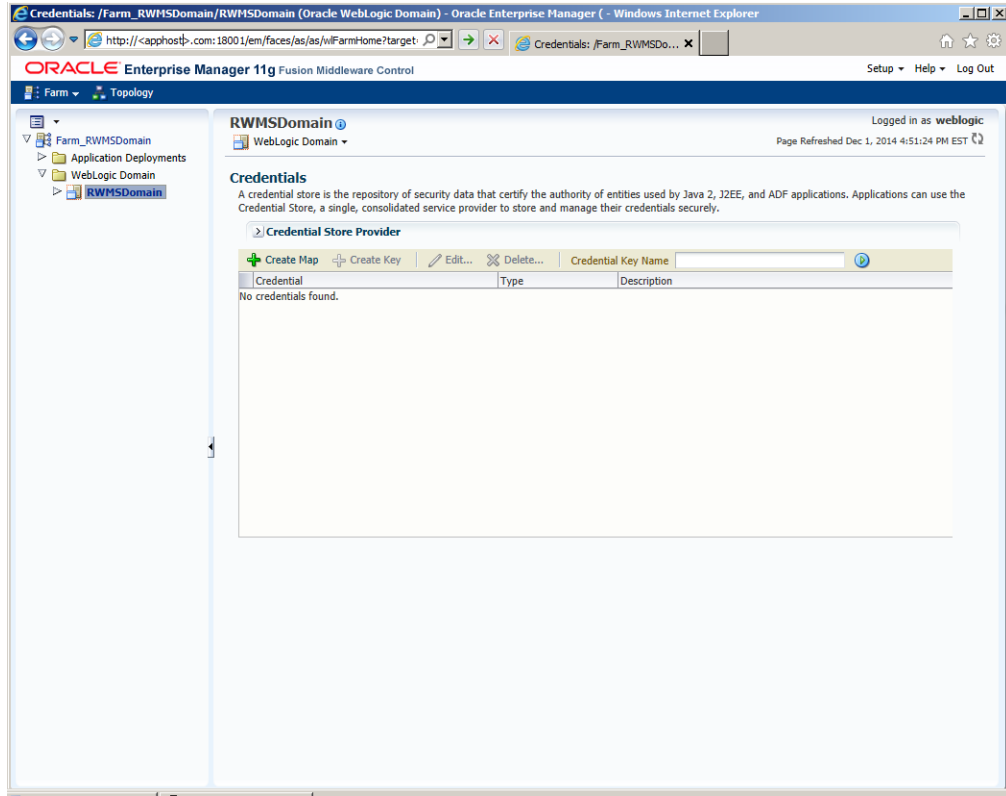 Credentials: /Farm_RWMSDomain/RWMSDomain (Oracle WebLogic Domain) - Oracle Enterprise Manager ( - Windows Internet Explorer
http://<apphost>.com:18001/em/faces/as/as/wlFarmHome?target
Credentials: /Farm_RWMSDo...
ORACLE Enterprise Manager 11g Fusion Middleware Control
Setup Help Log Out
Farm Topology
Farm_RWMSDomain
Application Deployments
WebLogic Domain
RWMSDomain
RWMSDomain
WebLogic Domain
Logged in as weblogic
Page Refreshed Dec 1, 2014 4:51:24 PM EST
Credentials
A credential store is the repository of security data that certify the authority of entities used by Java 2, J2EE, and ADF applications. Applications can use the
Credential Store, a single, consolidated service provider to store and manage their credentials securely.
Credential Store Provider
Create Map Create Key Edit... Delete... Credential Key Name
Credential Type Description
No credentials found.